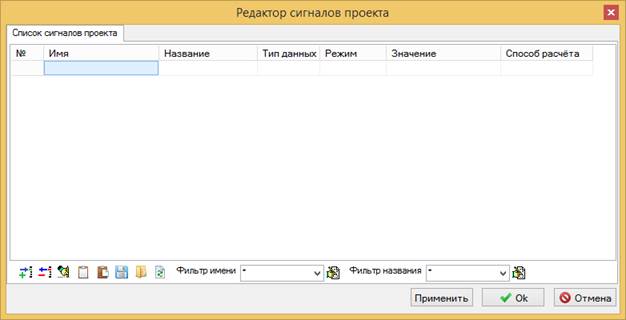 Редактор сигналов проекта
Список сигналов проекта
№ Имя Название Тип данных Режим Значение Способ расчёта
Фильтр имени * Фильтр названия *
Применить Ok Отмена